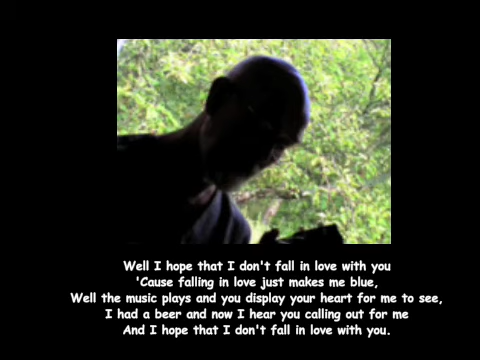 Well I hope that I don't fall in love with you
'Cause falling in love just makes me blue,
Well the music plays and you display your heart for me to see,
I had a beer and now I hear you calling out for me
And I hope that I don't fall in love with you.